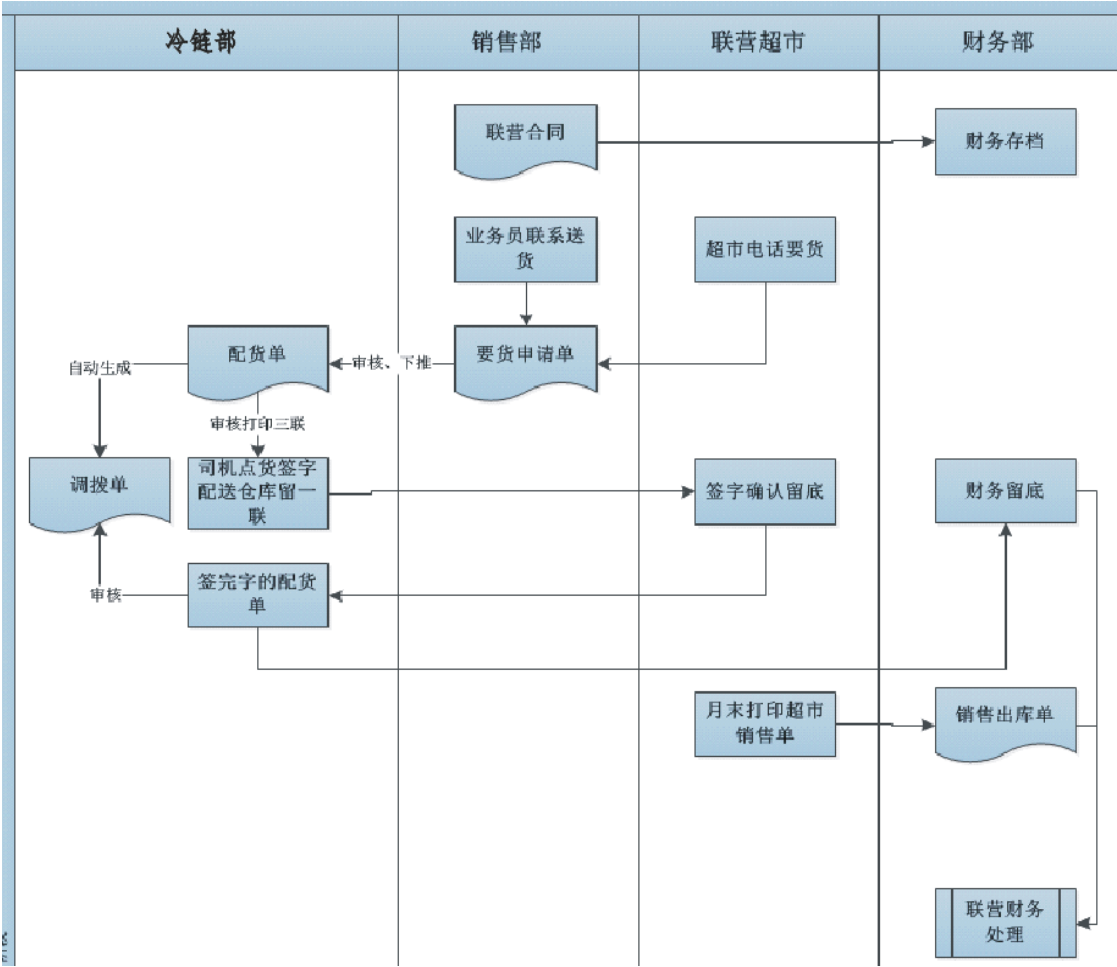 冷链部
销售部
联营超市
财务部
联营合同
财务存档
业务员联系送
货
超市电话要货
配货单
要货申请单
审核、下推
自动生成
审核打印三联
调拨单
司机点货签字
配送仓库留一
联
签字确认留底
财务留底
签完字的配货
单
审核
月末打印超市
销售单
销售出库单
联营财务
处理